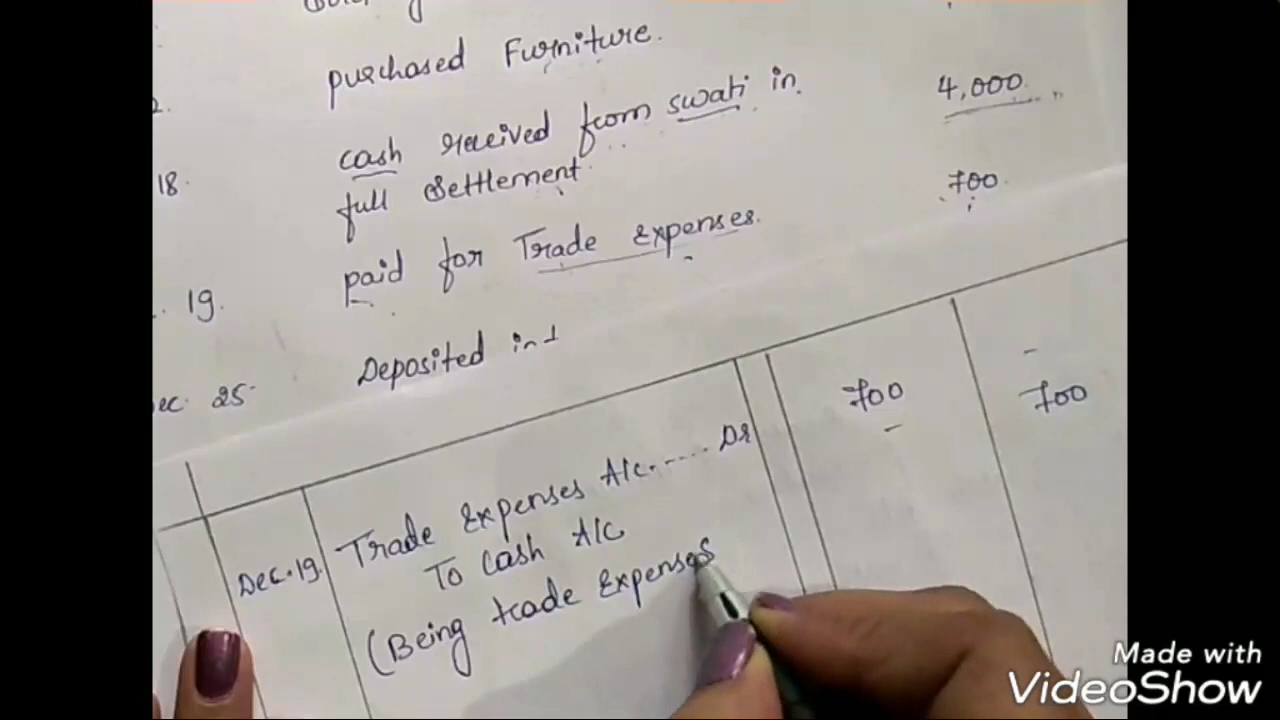 purchased Furniture.
cash received from swati in 4,000
18. full Settlement.
700
paid for Trade expenses.
19.
Deposited in
Dec 25
700 700
Trade Expenses A/c....... Dr
Dec.19. To Cash A/c
(Being trade Expenses
Made with
VideoShow